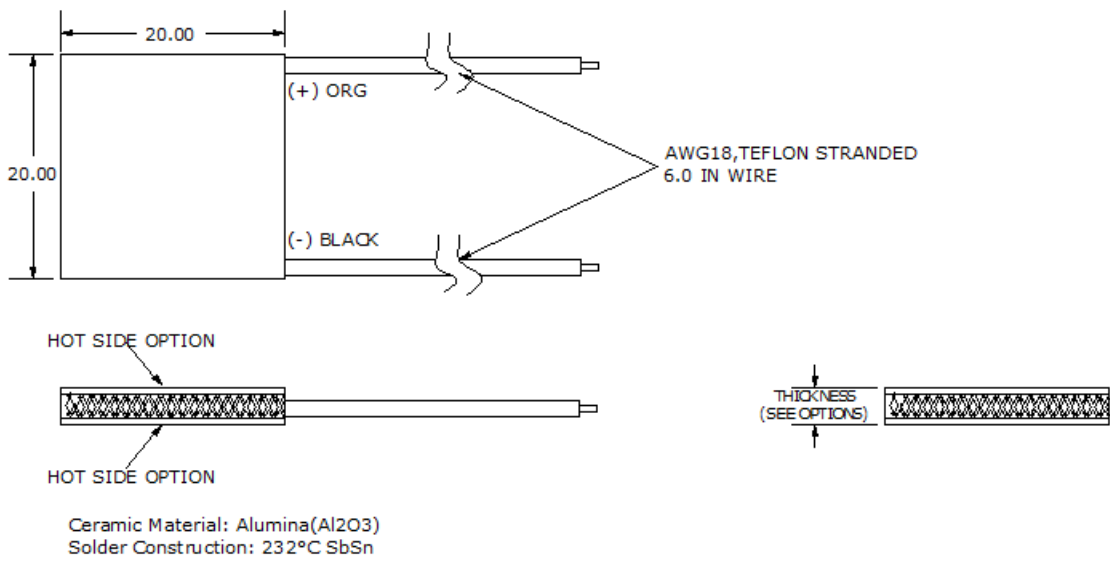 20.00
(+) ORG
20.00
AWG18,TEFLON STRANDED
6.0 IN WIRE
(-) BLACK
HOT SIDE OPTION
THICKNESS
(SEE OPTIONS)
HOT SIDE OPTION
Ceramic Material: Alumina(Al2O3)
Solder Construction: 232°C SbSn